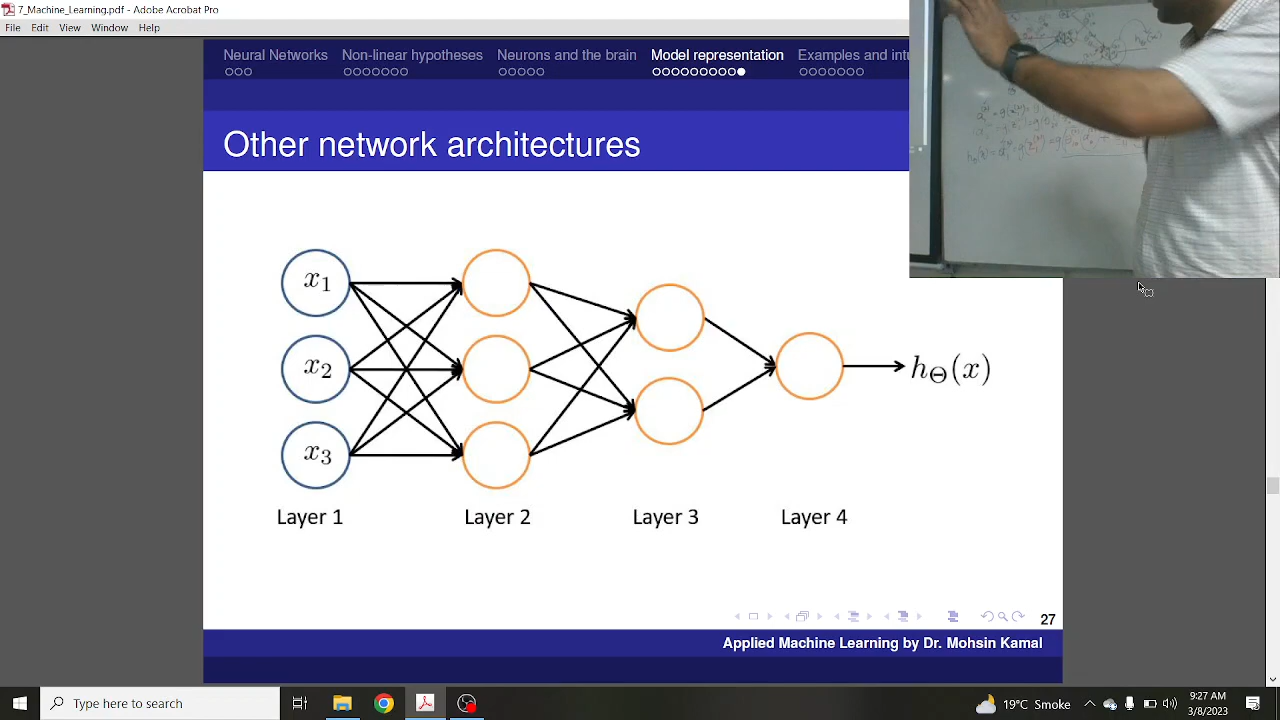 7_Machine_Learning.pdf - Adobe Acrobat Pro
File Edit View Window Help
Neural Networks Non-linear hypotheses Neurons and the brain Model representation Examples and
Other network architectures
x₁
x₂
x₃
h_Θ(x)
Layer 1 Layer 2 Layer 3 Layer 4
27
Applied Machine Learning by Dr. Mohsin Kamal
Type here to search
19°C Smoke
9:27 AM
3/8/2023